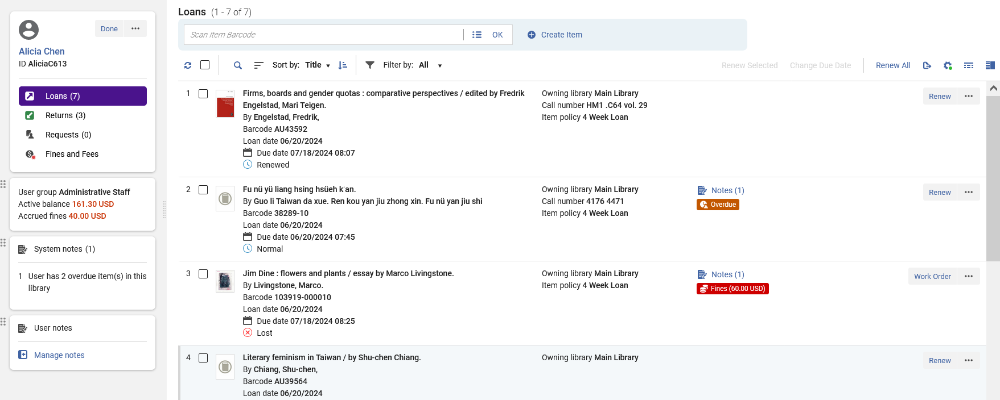 Done
Alicia Chen
ID AliciaC613
Loans (7)
Returns (3)
Requests (0)
Fines and Fees
User group Administrative Staff
Active balance 161.30 USD
Accrued fines 40.00 USD
System notes (1)
1 User has 2 overdue item(s) in this
library
User notes
Manage notes
Loans (1 - 7 of 7)
Scan Item Barcode OK Create Item
Sort by: Title Filter by: All Renew Selected Change Due Date Renew All
1 Firms, boards and gender quotas : comparative perspectives / edited by Fredrik
Engelstad, Mari Teigen.
By Engelstad, Fredrik,
Barcode AU43592
Loan date 06/20/2024
Due date 07/18/2024 08:07
Renewed
Owning library Main Library
Call number HM1 .C64 vol. 29
Item policy 4 Week Loan
Renew
2 Fu nü yü liang hsing hsüeh kʻan.
By Guo li Taiwan da xue. Ren kou yan jiu zhong xin. Fu nü yan jiu shi
Barcode 38289-10
Loan date 06/20/2024
Due date 06/20/2024 07:45
Normal
Owning library Main Library
Call number 4176 4471
Item policy 4 Week Loan
Notes (1)
Overdue
Renew
3 Jim Dine : flowers and plants / essay by Marco Livingstone.
By Livingstone, Marco.
Barcode 103919-000010
Loan date 06/20/2024
Due date 07/18/2024 08:25
Lost
Owning library Main Library
Item policy 4 Week Loan
Notes (1)
Fines (60.00 USD)
Work Order
4 Literary feminism in Taiwan / by Shu-chen Chiang.
By Chiang, Shu-chen,
Barcode AU39564
Loan date 06/20/2024
Owning library Main Library
Renew